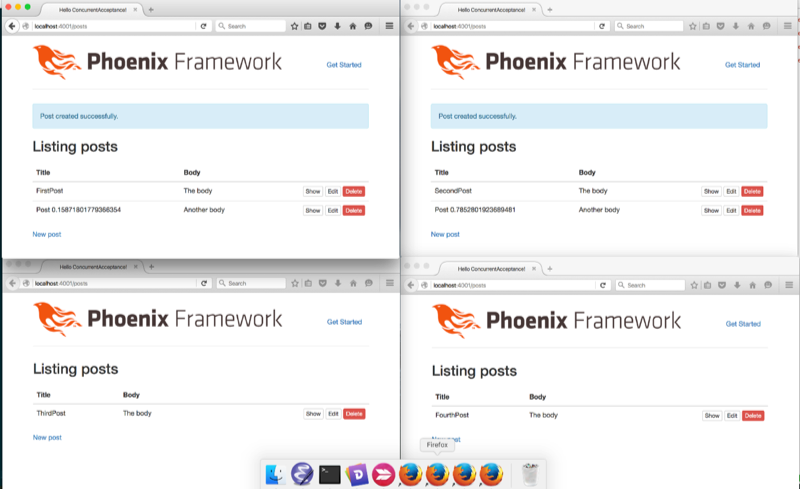 Hello ConcurrentAcceptance!
localhost:4001/posts
Search
Phoenix Framework
Get Started
Post created successfully.
Listing posts
Title Body
FirstPost The body Show Edit Delete
Post 0.15871801779366354 Another body Show Edit Delete
New post
Hello ConcurrentAcceptance!
localhost:4001/posts
Search
Phoenix Framework
Get Started
Post created successfully.
Listing posts
Title Body
SecondPost The body Show Edit Delete
Post 0.7852801923689481 Another body Show Edit Delete
New post
Hello ConcurrentAcceptance!
localhost:4001/posts
Search
Phoenix Framework
Get Started
Listing posts
Title Body
ThirdPost The body Show Edit Delete
New post
Hello ConcurrentAcceptance!
localhost:4001/posts
Search
Phoenix Framework
Get Started
Listing posts
Title Body
FourthPost The body Show Edit Delete
Firefox